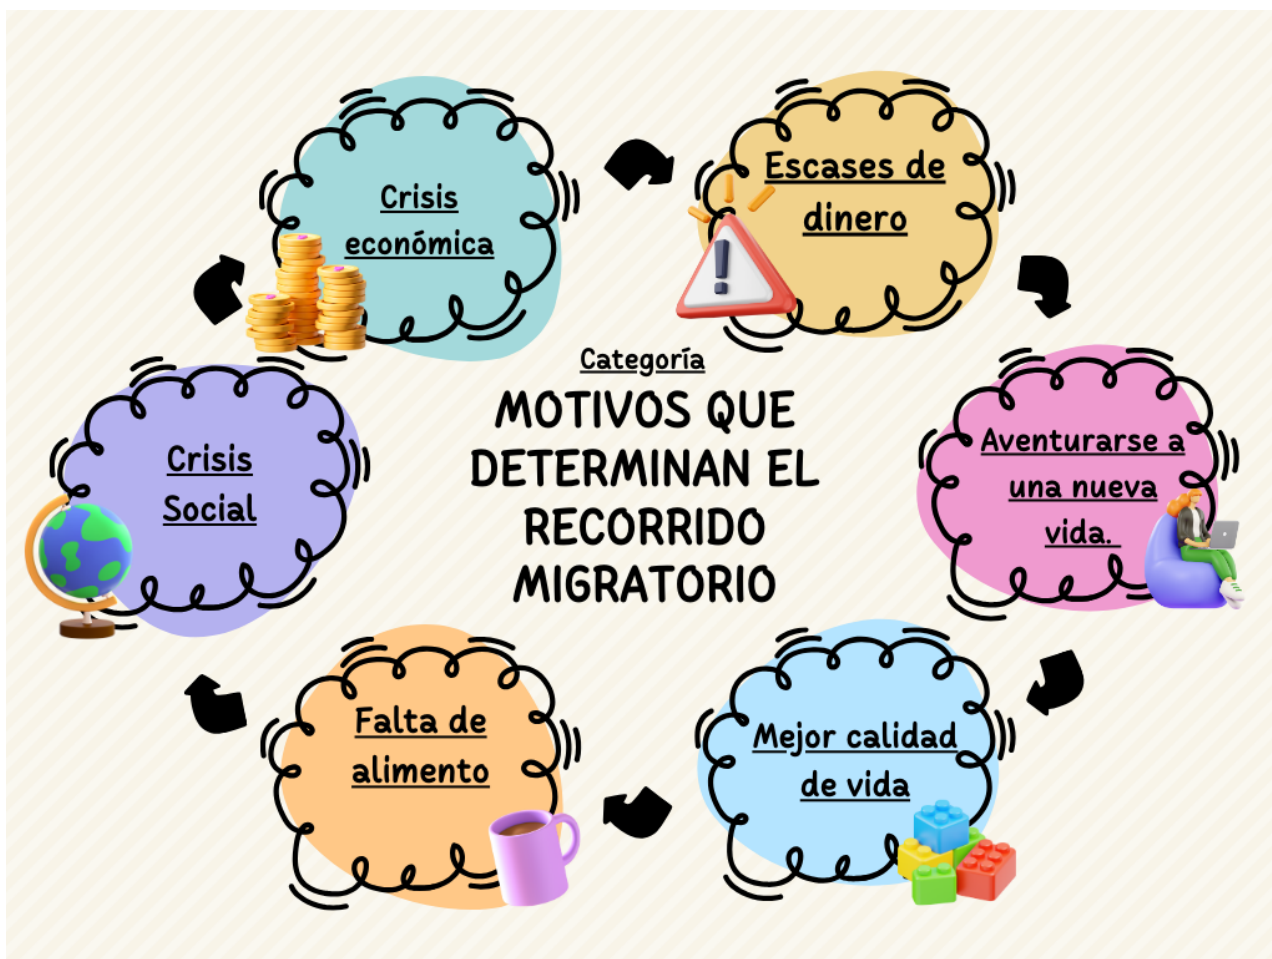 Crisis
económica
Escases de
dinero
Categoría
MOTIVOS QUE
DETERMINAN EL
RECORRIDO
MIGRATORIO
Aventurarse a
una nueva
vida.
Mejor calidad
de vida
Falta de
alimento
Crisis
Social